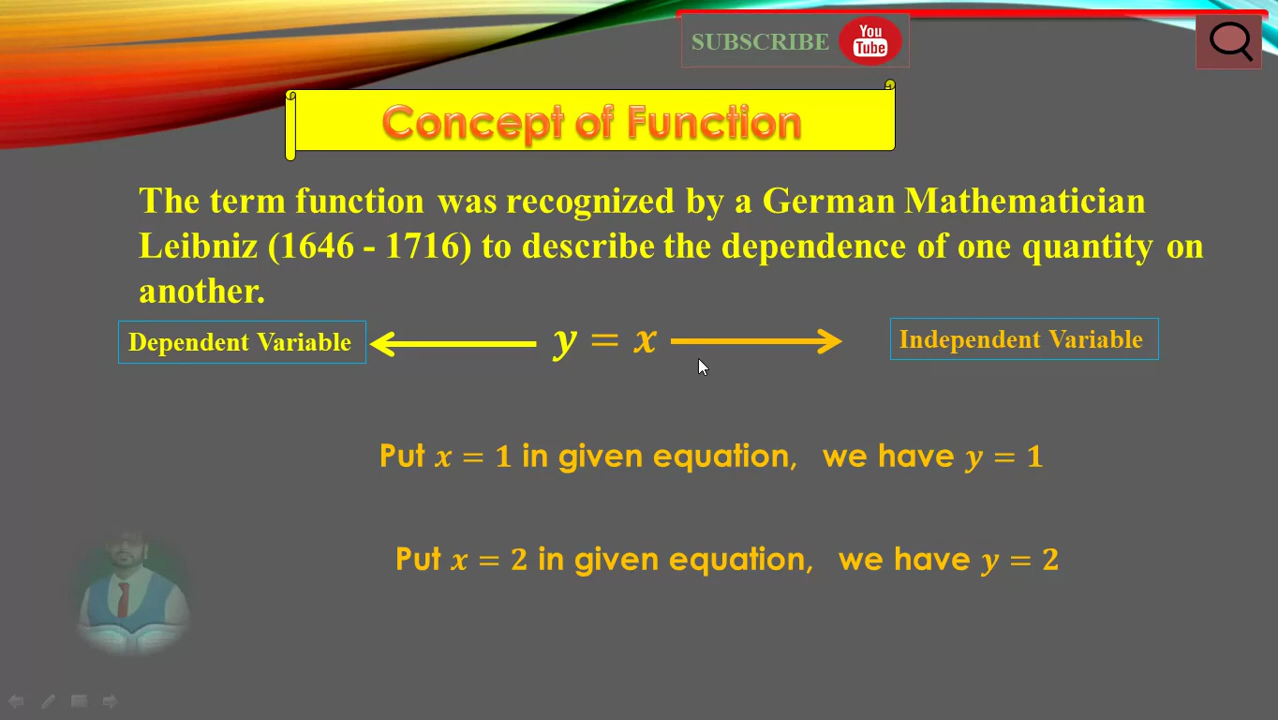 SUBSCRIBE You Tube
Concept of Function
The term function was recognized by a German Mathematician
Leibniz (1646 - 1716) to describe the dependence of one quantity on
another.
Dependent Variable y = x Independent Variable
Put x = 1 in given equation, we have y = 1
Put x = 2 in given equation, we have y = 2